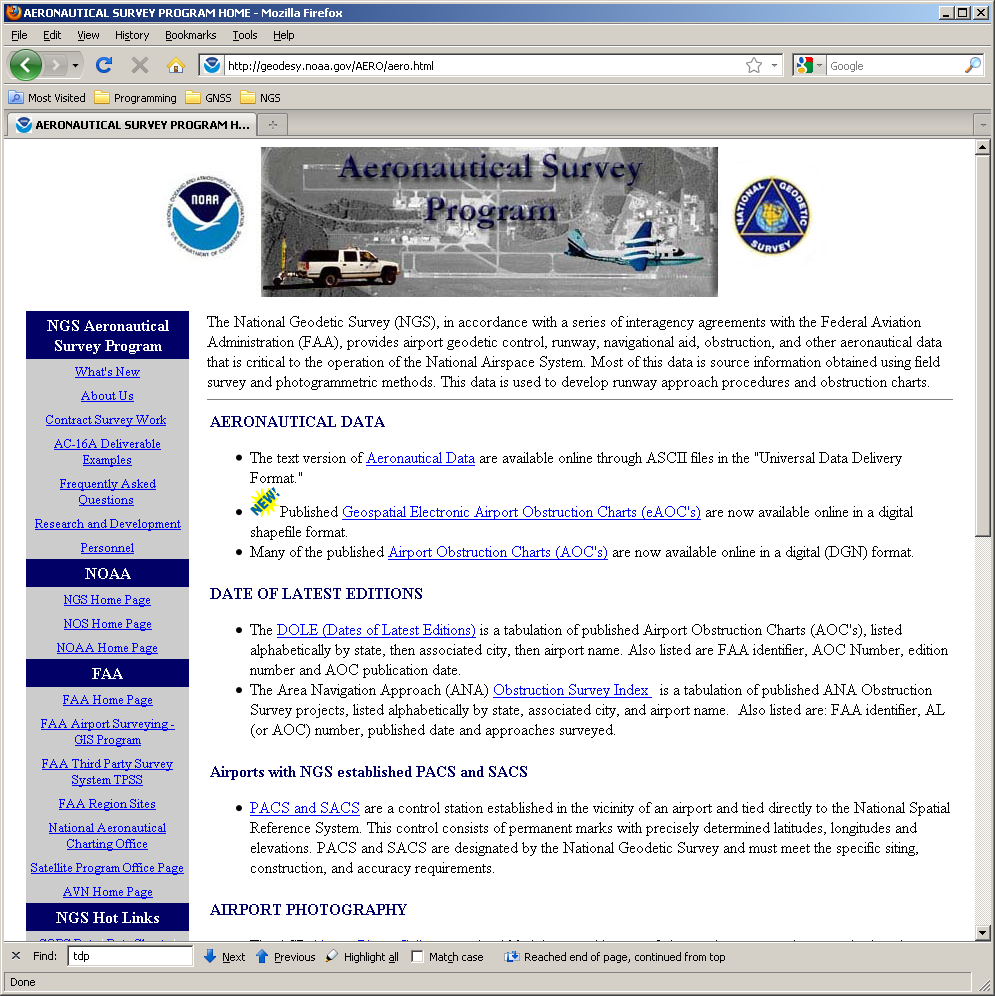 AERONAUTICAL SURVEY PROGRAM HOME - Mozilla Firefox
File Edit View History Bookmarks Tools Help
http://geodesy.noaa.gov/AERO/aero.html
Google
Most Visited Programming GNSS NGS
AERONAUTICAL SURVEY PROGRAM H...
Aeronautical Survey
Program
NOAA
NATIONAL OCEANIC AND ATMOSPHERIC ADMINISTRATION
U.S. DEPARTMENT OF COMMERCE
NATIONAL GEODETIC SURVEY
NGS Aeronautical
Survey Program
What's New
About Us
Contract Survey Work
AC-16A Deliverable
Examples
Frequently Asked
Questions
Research and Development
Personnel
NOAA
NGS Home Page
NOS Home Page
NOAA Home Page
FAA
FAA Home Page
FAA Airport Surveying -
GIS Program
FAA Third Party Survey
System TPSS
FAA Region Sites
National Aeronautical
Charting Office
Satellite Program Office Page
AVN Home Page
NGS Hot Links
The National Geodetic Survey (NGS), in accordance with a series of interagency agreements with the Federal Aviation
Administration (FAA), provides airport geodetic control, runway, navigational aid, obstruction, and other aeronautical data
that is critical to the operation of the National Airspace System. Most of this data is source information obtained using field
survey and photogrammetric methods. This data is used to develop runway approach procedures and obstruction charts.
AERONAUTICAL DATA
The text version of Aeronautical Data are available online through ASCII files in the "Universal Data Delivery
Format."
NEW! Published Geospatial Electronic Airport Obstruction Charts (eAOC's) are now available online in a digital
shapefile format.
Many of the published Airport Obstruction Charts (AOC's) are now available online in a digital (DGN) format.
DATE OF LATEST EDITIONS
The DOLE (Dates of Latest Editions) is a tabulation of published Airport Obstruction Charts (AOC's), listed
alphabetically by state, then associated city, then airport name. Also listed are FAA identifier, AOC Number, edition
number and AOC publication date.
The Area Navigation Approach (ANA) Obstruction Survey Index is a tabulation of published ANA Obstruction
Survey projects, listed alphabetically by state, associated city, and airport name. Also listed are: FAA identifier, AL
(or AOC) number, published date and approaches surveyed.
Airports with NGS established PACS and SACS
PACS and SACS are a control station established in the vicinity of an airport and tied directly to the National Spatial
Reference System. This control consists of permanent marks with precisely determined latitudes, longitudes and
elevations. PACS and SACS are designated by the National Geodetic Survey and must meet the specific siting,
construction, and accuracy requirements.
AIRPORT PHOTOGRAPHY
Find: tdp Next Previous Highlight all Match case Reached end of page, continued from top
Done